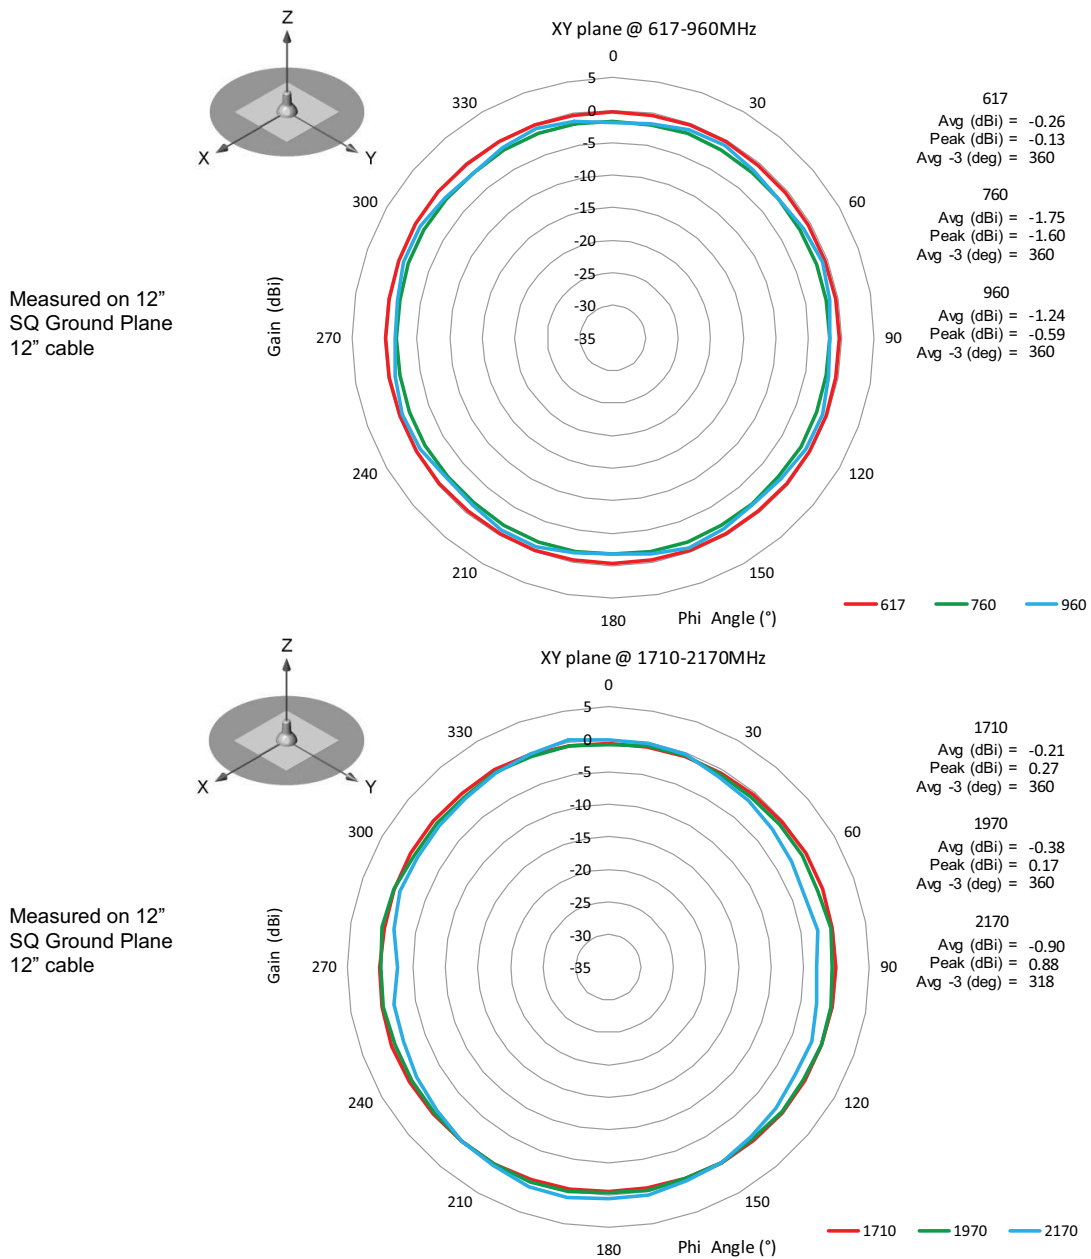 XY plane @ 617-960MHz
Z
X
Y
Measured on 12”
SQ Ground Plane
12” cable
Gain (dBi)
5
0
-5
-10
-15
-20
-25
-30
-35
0
30
60
90
120
150
180
210
240
270
300
330
Phi Angle (°)
617
Avg (dBi) = -0.26
Peak (dBi) = -0.13
Avg -3 (deg) = 360
760
Avg (dBi) = -1.75
Peak (dBi) = -1.60
Avg -3 (deg) = 360
960
Avg (dBi) = -1.24
Peak (dBi) = -0.59
Avg -3 (deg) = 360
617 760 960
XY plane @ 1710-2170MHz
Z
X
Y
Measured on 12”
SQ Ground Plane
12” cable
Gain (dBi)
5
0
-5
-10
-15
-20
-25
-30
-35
0
30
60
90
120
150
180
210
240
270
300
330
Phi Angle (°)
1710
Avg (dBi) = -0.21
Peak (dBi) = 0.27
Avg -3 (deg) = 360
1970
Avg (dBi) = -0.38
Peak (dBi) = 0.17
Avg -3 (deg) = 360
2170
Avg (dBi) = -0.90
Peak (dBi) = 0.88
Avg -3 (deg) = 318
1710 1970 2170